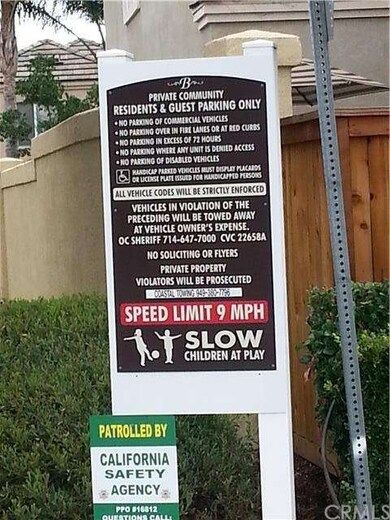 B
PRIVATE COMMUNITY
RESIDENTS & GUEST PARKING ONLY
• NO PARKING OF COMMERCIAL VEHICLES
• NO PARKING OVER IN FIRE LANES OR AT RED CURBS
• NO PARKING IN EXCESS OF 72 HOURS
• NO PARKING WHERE ANY UNIT IS DENIED ACCESS
• NO PARKING OF DISABLED VEHICLES
HANDICAP PARKED VEHICLES MUST DISPLAY PLACARDS
OR LICENSE PLATE ISSUED FOR HANDICAPPED PERSONS
ALL VEHICLE CODES WILL BE STRICTLY ENFORCED
VEHICLES IN VIOLATION OF THE
PRECEDING WILL BE TOWED AWAY
AT VEHICLE OWNER'S EXPENSE.
OC SHERIFF 714-647-7000 CVC 22658A
NO SOLICITING OR FLYERS
PRIVATE PROPERTY
VIOLATORS WILL BE PROSECUTED
COASTAL TOWING 949-380-7796
SPEED LIMIT 9 MPH
SLOW
CHILDREN AT PLAY
PATROLLED BY
CALIFORNIA
SAFETY
AGENCY
PPO #16812
QUESTIONS CALL:
CRMLS